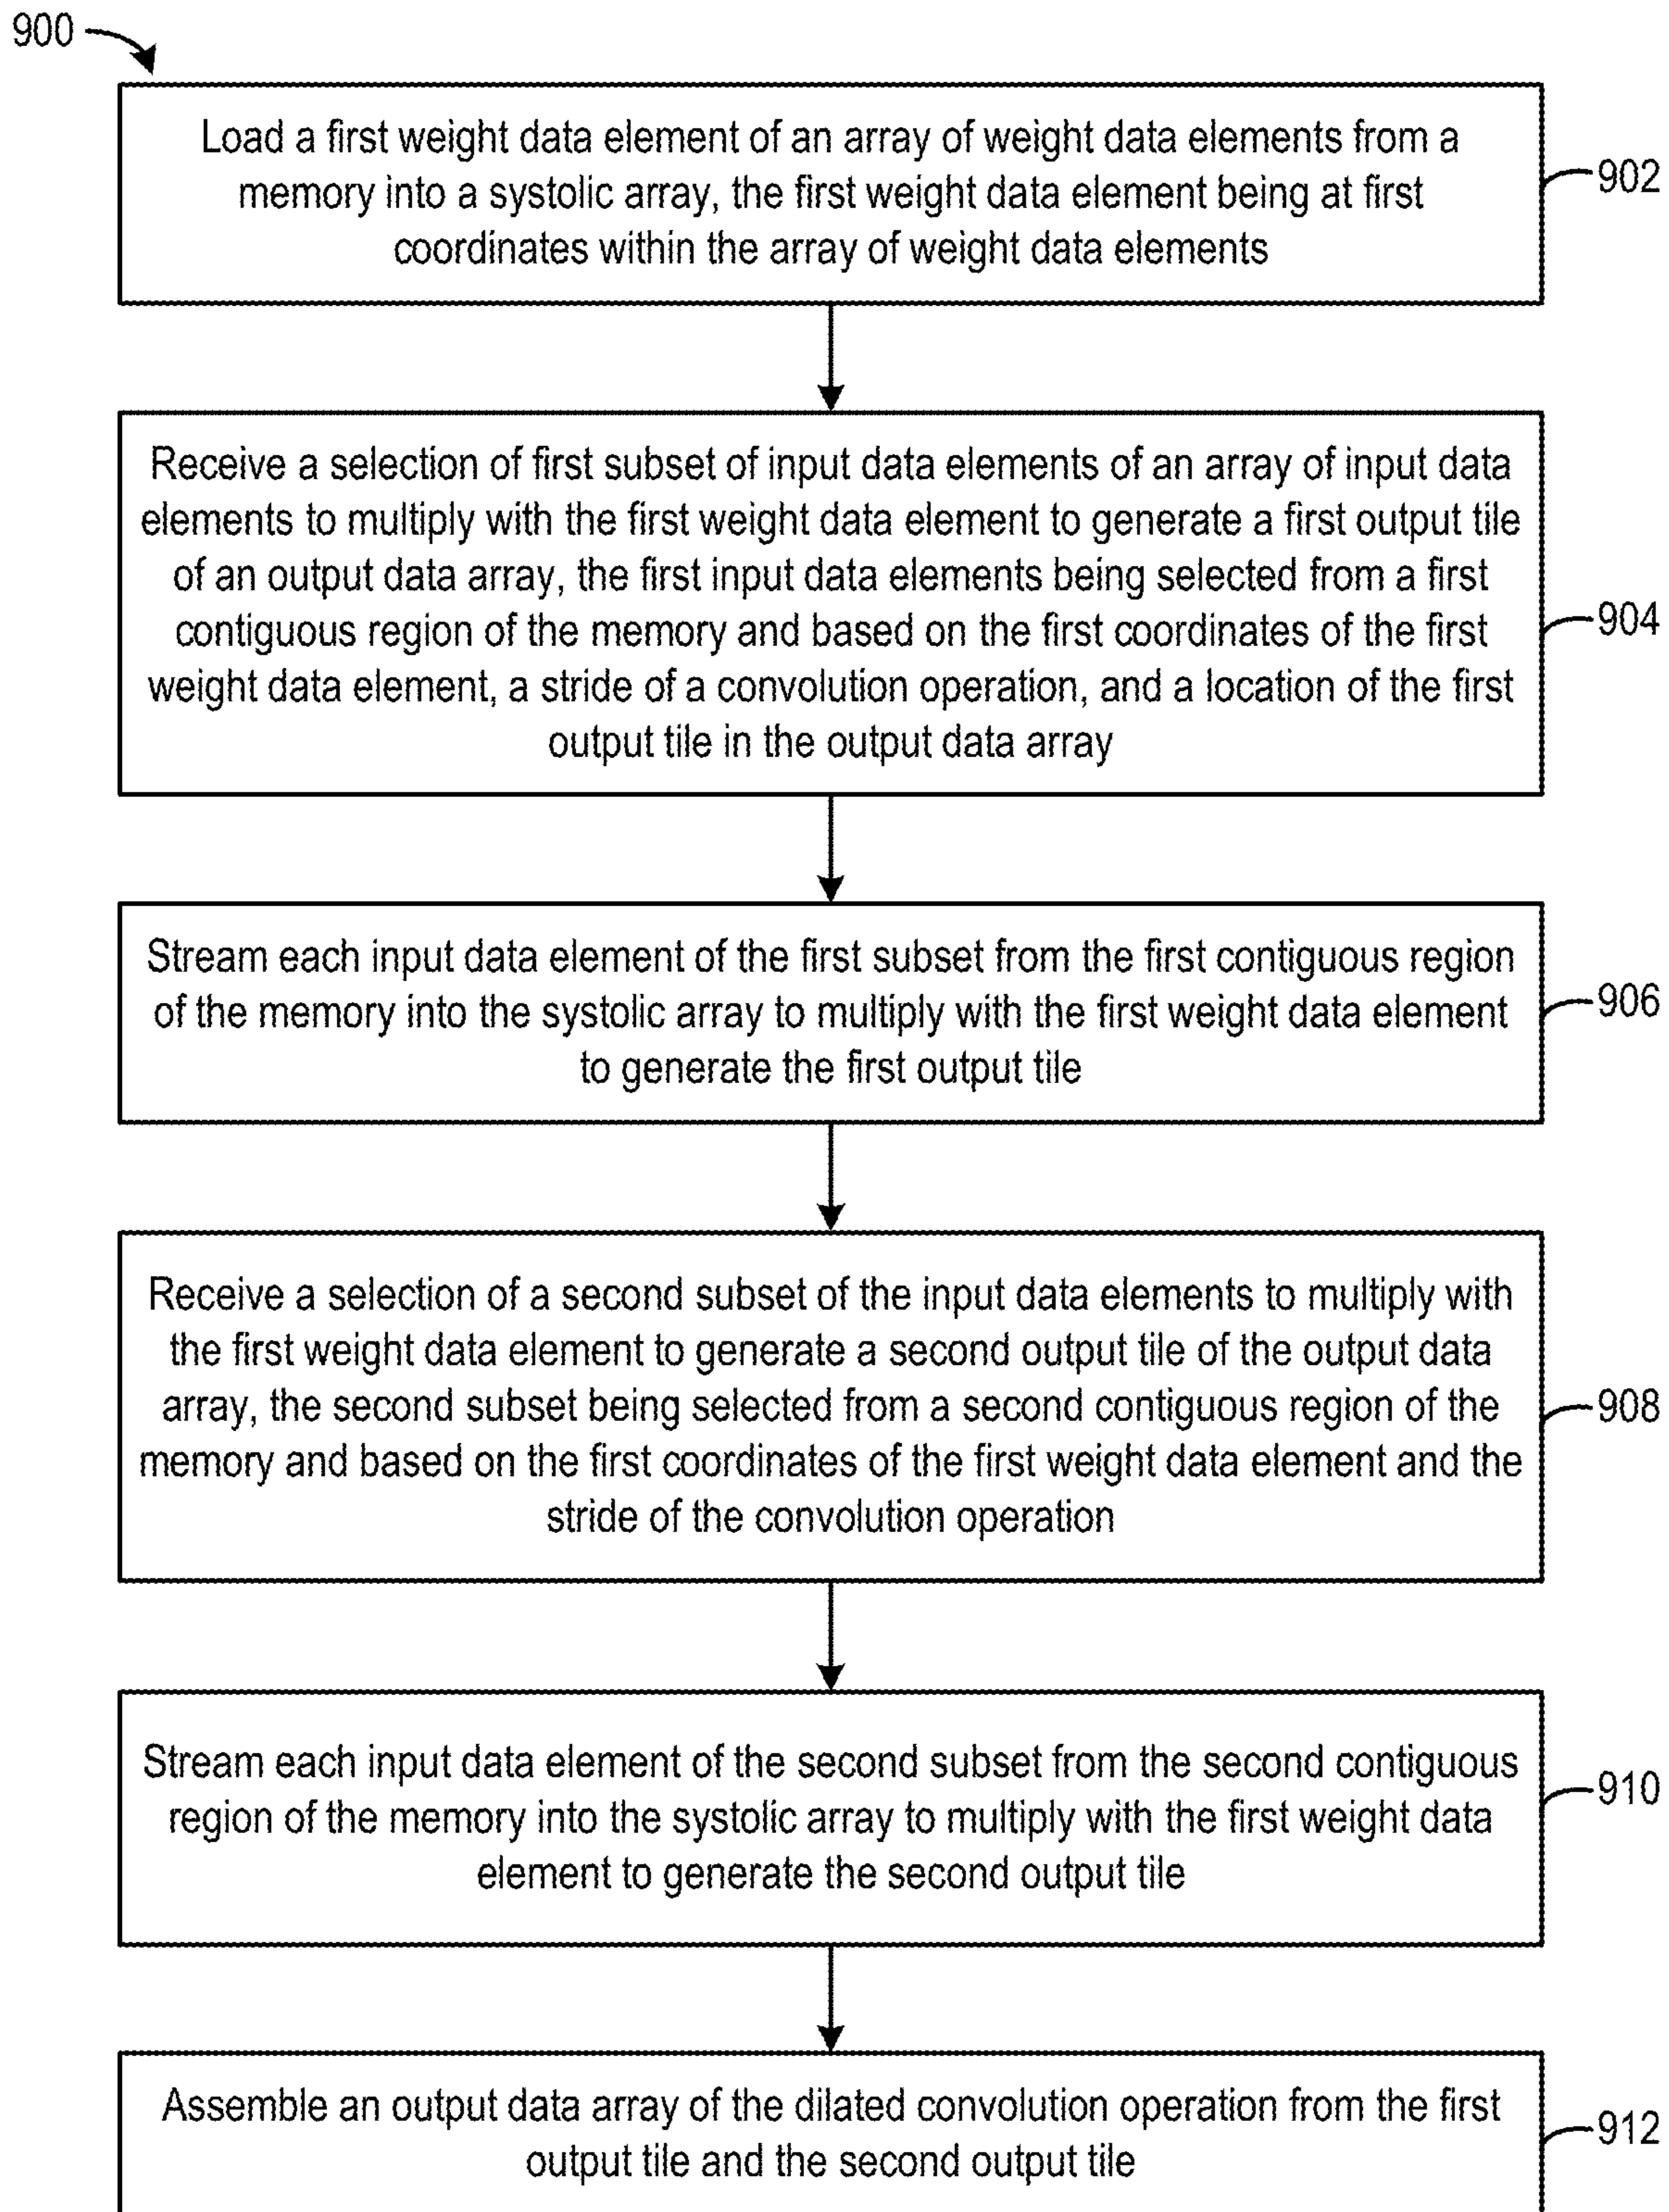 900
Load a first weight data element of an array of weight data elements from a
memory into a systolic array, the first weight data element being at first
coordinates within the array of weight data elements
902
Receive a selection of first subset of input data elements of an array of input data
elements to multiply with the first weight data element to generate a first output tile
of an output data array, the first input data elements being selected from a first
contiguous region of the memory and based on the first coordinates of the first
weight data element, a stride of a convolution operation, and a location of the first
output tile in the output data array
904
Stream each input data element of the first subset from the first contiguous region
of the memory into the systolic array to multiply with the first weight data element
to generate the first output tile
906
Receive a selection of a second subset of the input data elements to multiply with
the first weight data element to generate a second output tile of the output data
array, the second subset being selected from a second contiguous region of the
memory and based on the first coordinates of the first weight data element and the
stride of the convolution operation
908
Stream each input data element of the second subset from the second contiguous
region of the memory into the systolic array to multiply with the first weight data
element to generate the second output tile
910
Assemble an output data array of the dilated convolution operation from the first
output tile and the second output tile
912